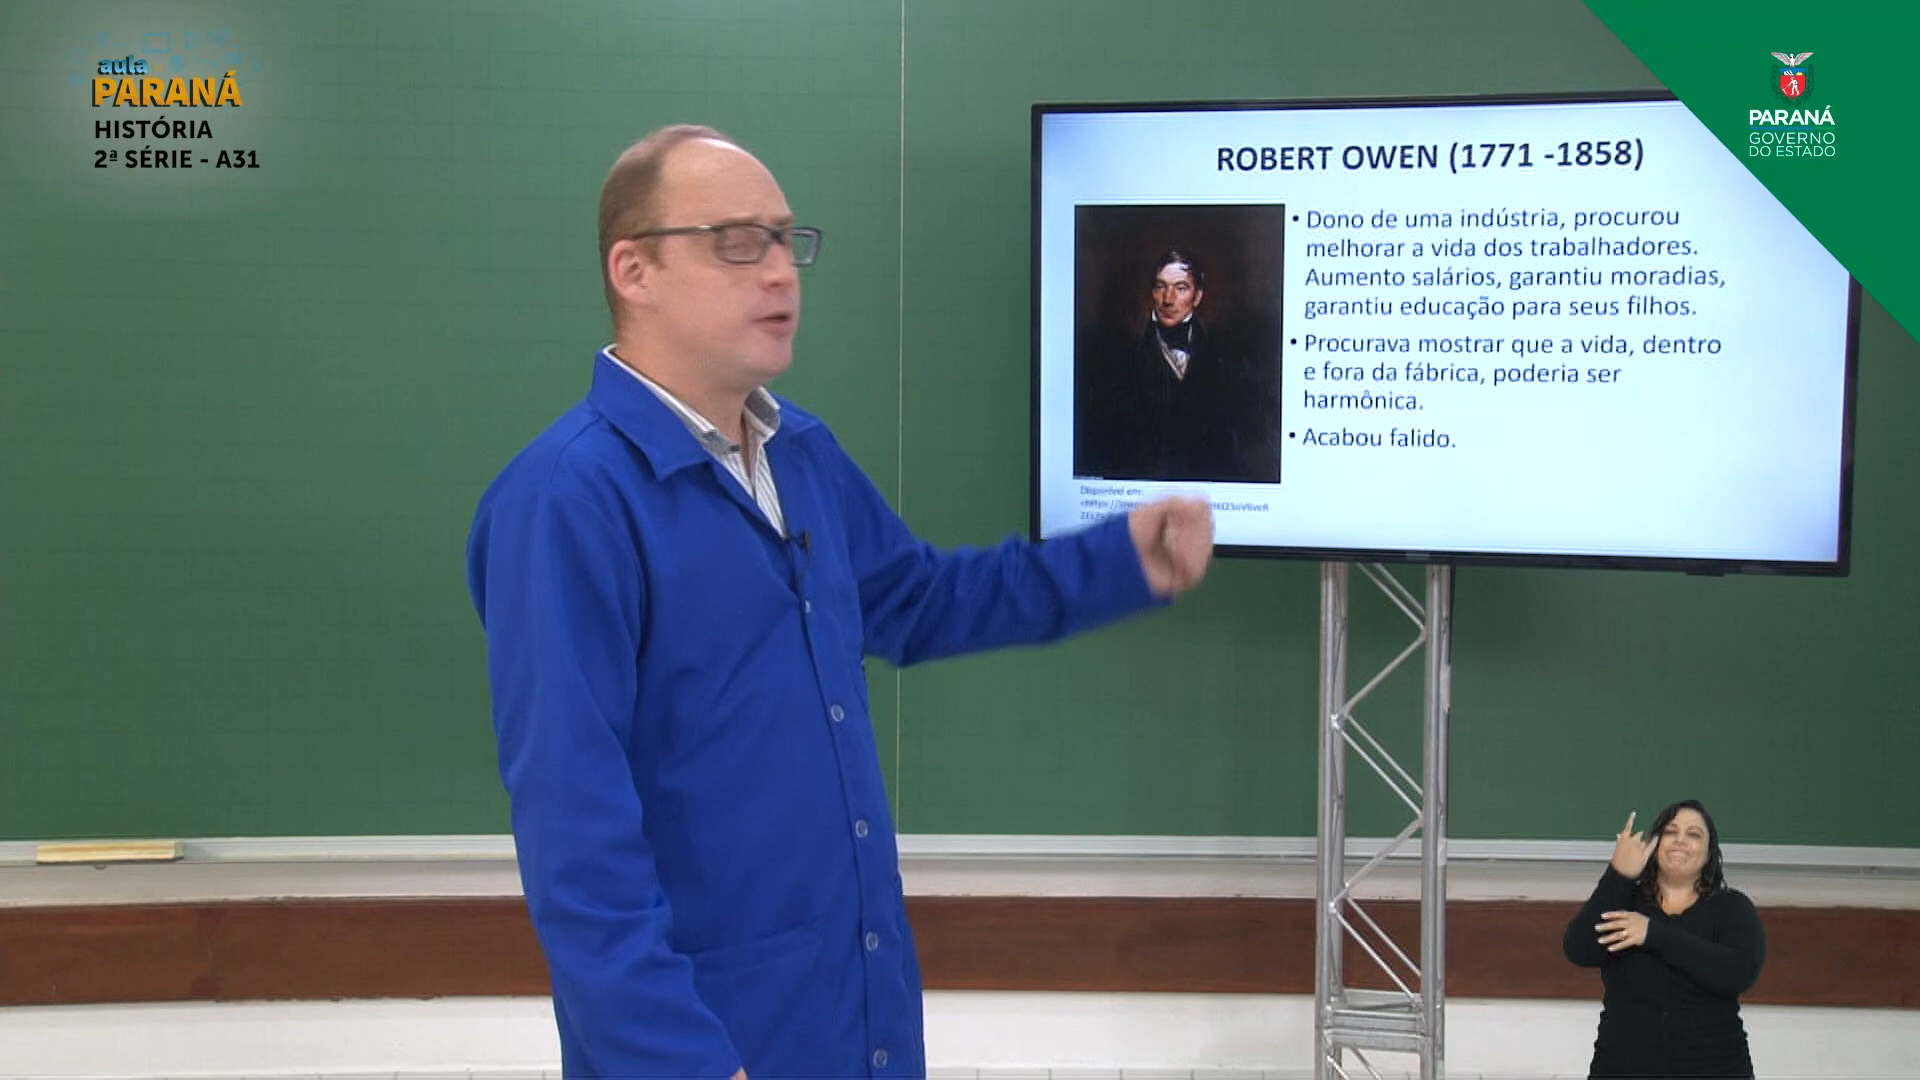 aula
PARANÁ
HISTÓRIA
2ª SÉRIE - A31
PARANÁ
GOVERNO
DO ESTADO
ROBERT OWEN (1771 -1858)
• Dono de uma indústria, procurou
melhorar a vida dos trabalhadores.
Aumento salários, garantiu moradias,
garantiu educação para seus filhos.
• Procurava mostrar que a vida, dentro
e fora da fábrica, poderia ser
harmônica.
• Acabou falido.
Disponível em: